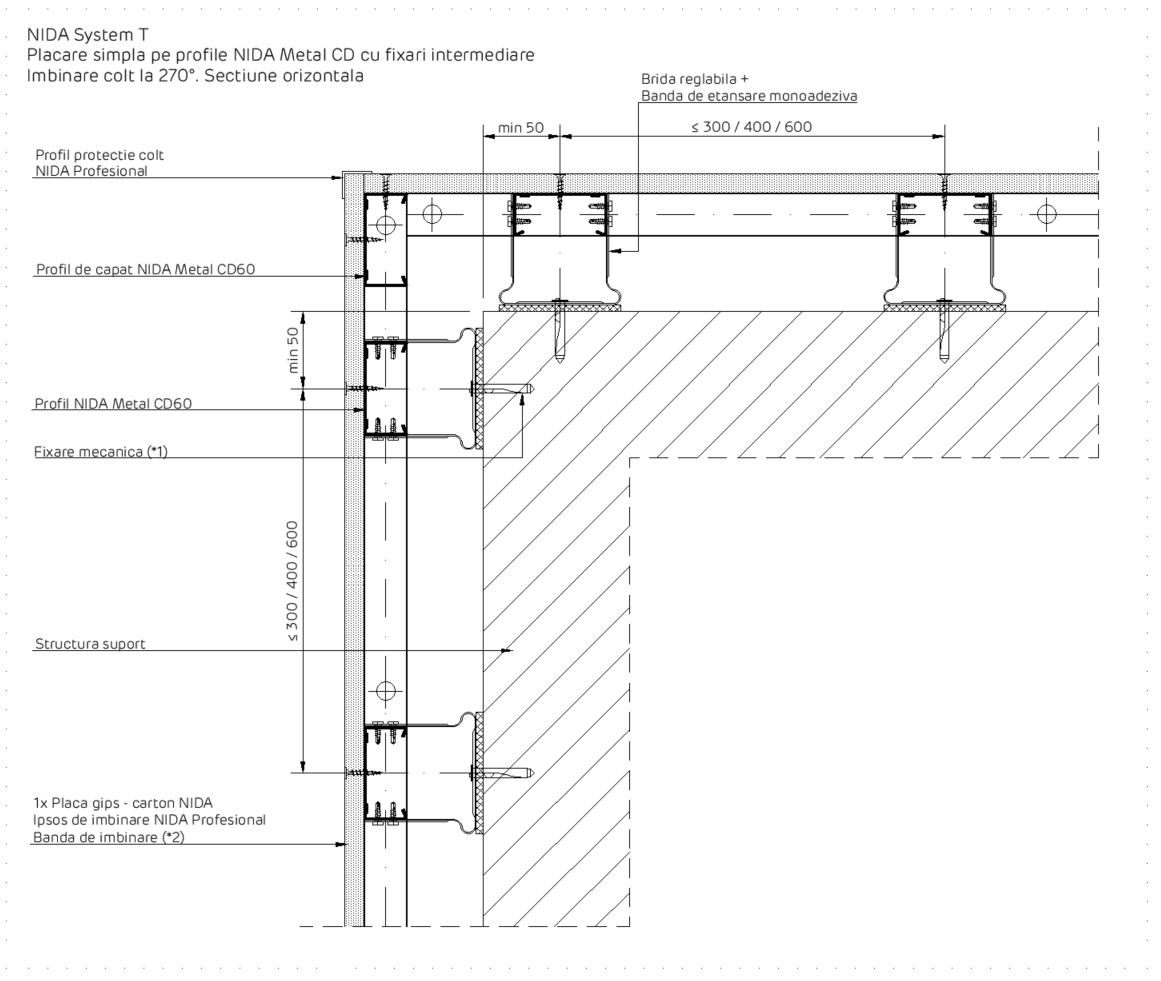 NIDA System T
Placare simpla pe profile NIDA Metal CD cu fixari intermediare
Imbinare colt la 270°. Sectiune orizontala
Brida reglabila +
Banda de etansare monoadeziva
min 50
≤ 300 / 400 / 600
Profil protectie colt
NIDA Profesional
Profil de capat NIDA Metal CD60
min 50
Profil NIDA Metal CD60
Fixare mecanica (*1)
≤ 300 / 400 / 600
Structura suport
1x Placa gips - carton NIDA
Ipsos de imbinare NIDA Profesional
Banda de imbinare (*2)